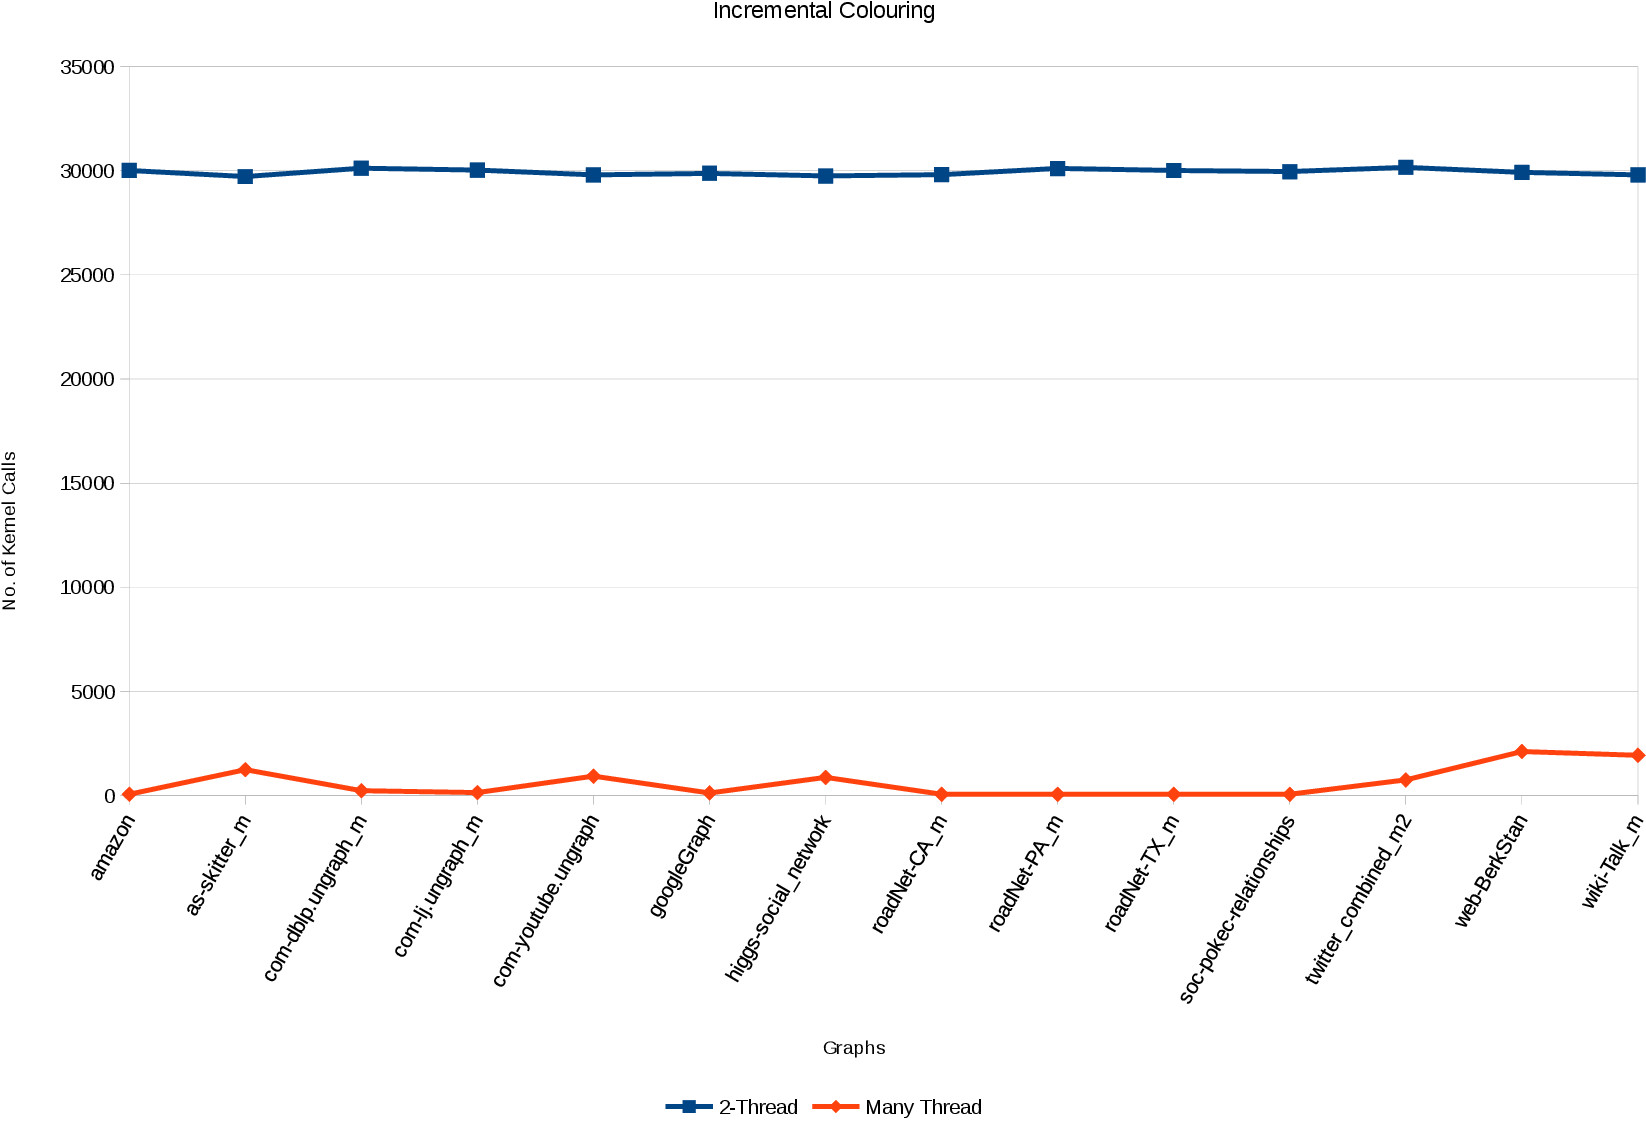 Incremental Colouring
35000
30000
25000
20000
15000
10000
5000
0
No. of Kernel Calls
amazon
as-skitter_m
com-dblp.ungraph_m
com-lj.ungraph_m
com-youtube.ungraph
googleGraph
higgs-social_network
roadNet-CA_m
roadNet-PA_m
roadNet-TX_m
soc-pokec-relationships
twitter_combined_m2
web-BerkStan
wiki-Talk_m
Graphs
2-Thread
Many Thread